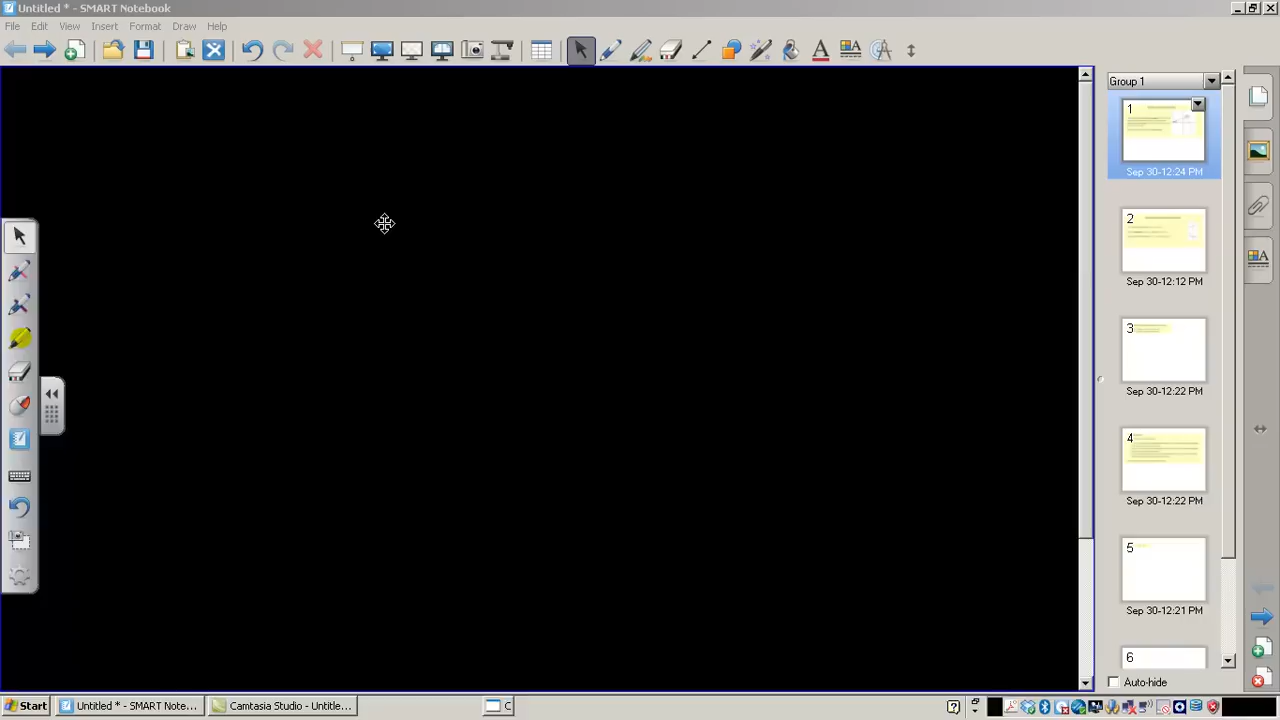 Untitled * - SMART Notebook
File Edit View Insert Format Draw Help
Group 1
1
Sep 30-12:24 PM
2
Sep 30-12:12 PM
3
Sep 30-12:22 PM
4
Sep 30-12:22 PM
5
Sep 30-12:21 PM
6
Auto-hide
Start
Untitled * - SMART Note...
Camtasia Studio - Untitle...
C